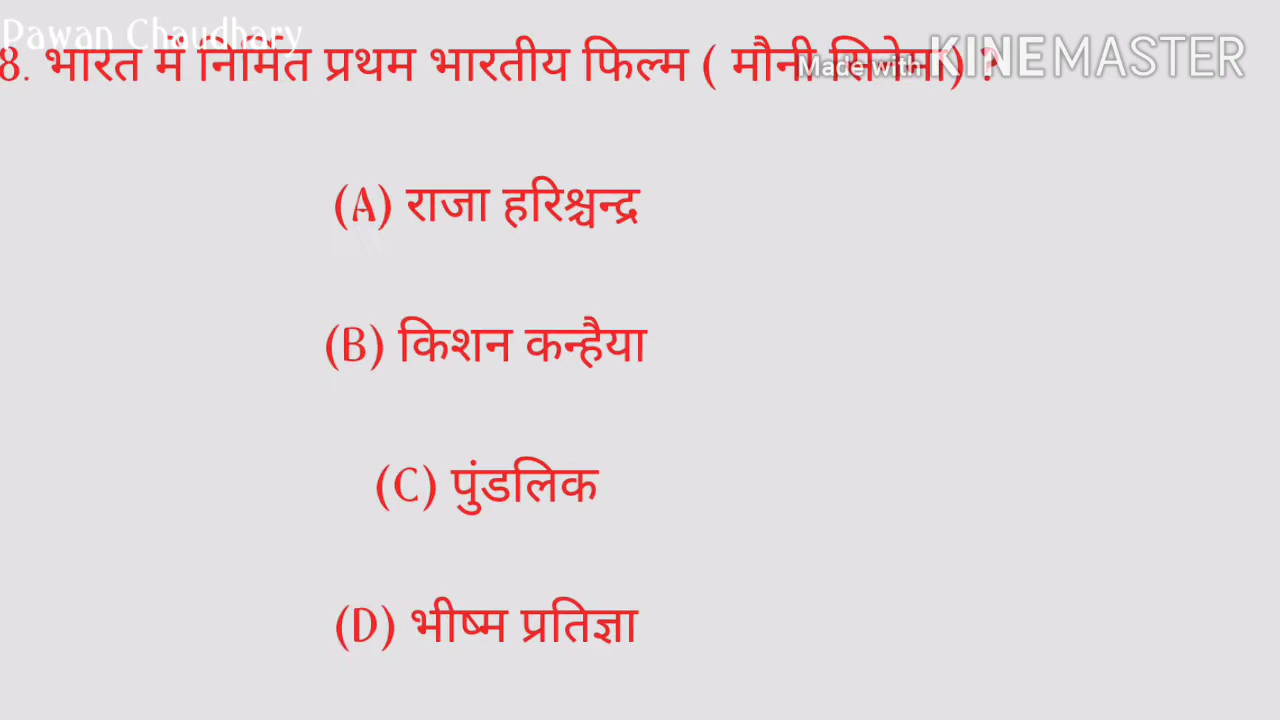 Pawan Chaudhary
8. भारत में निर्मित प्रथम भारतीय फिल्म ( मौनी सिनेमा) ?
Made with KINEMASTER
(A) राजा हरिश्चन्द्र
(B) किशन कन्हैया
(C) पुंडलिक
(D) भीष्म प्रतिज्ञा